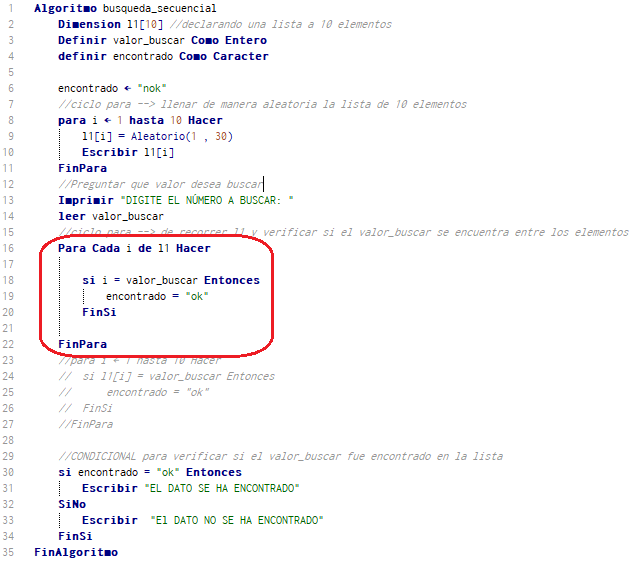 1 Algoritmo busqueda_secuencial
2 Dimension l1[10] //declarando una lista a 10 elementos
3 Definir valor_buscar Como Entero
4 definir encontrado Como Caracter
5
6 encontrado ← "nok"
7 //ciclo para --> llenar de manera aleatoria la lista de 10 elementos
8 para i ← 1 hasta 10 Hacer
9 l1[i] = Aleatorio(1 , 30)
10 Escribir l1[i]
11 FinPara
12 //Preguntar que valor desea buscar
13 Imprimir "DIGITE EL NÚMERO A BUSCAR: "
14 leer valor_buscar
15 //ciclo para --> de recorrer l1 y verificar si el valor_buscar se encuentra entre los elementos
16 Para Cada i de l1 Hacer
17
18 si i = valor_buscar Entonces
19 encontrado = "ok"
20 FinSi
21
22 FinPara
23 //para i ← 1 hasta 10 Hacer
24 // si l1[i] = valor_buscar Entonces
25 // encontrado = "ok"
26 // FinSi
27 //FinPara
28
29 //CONDICIONAL para verificar si el valor_buscar fue encontrado en la lista
30 si encontrado = "ok" Entonces
31 Escribir "EL DATO SE HA ENCONTRADO"
32 SiNo
33 Escribir "El DATO NO SE HA ENCONTRADO"
34 FinSi
35 FinAlgoritmo